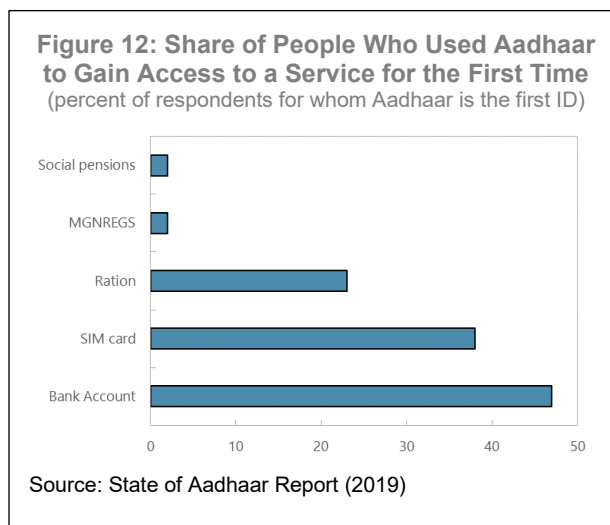 Figure 12: Share of People Who Used Aadhaar
to Gain Access to a Service for the First Time
(percent of respondents for whom Aadhaar is the first ID)
Social pensions
MGNREGS
Ration
SIM card
Bank Account
0 10 20 30 40 50
Source: State of Aadhaar Report (2019)